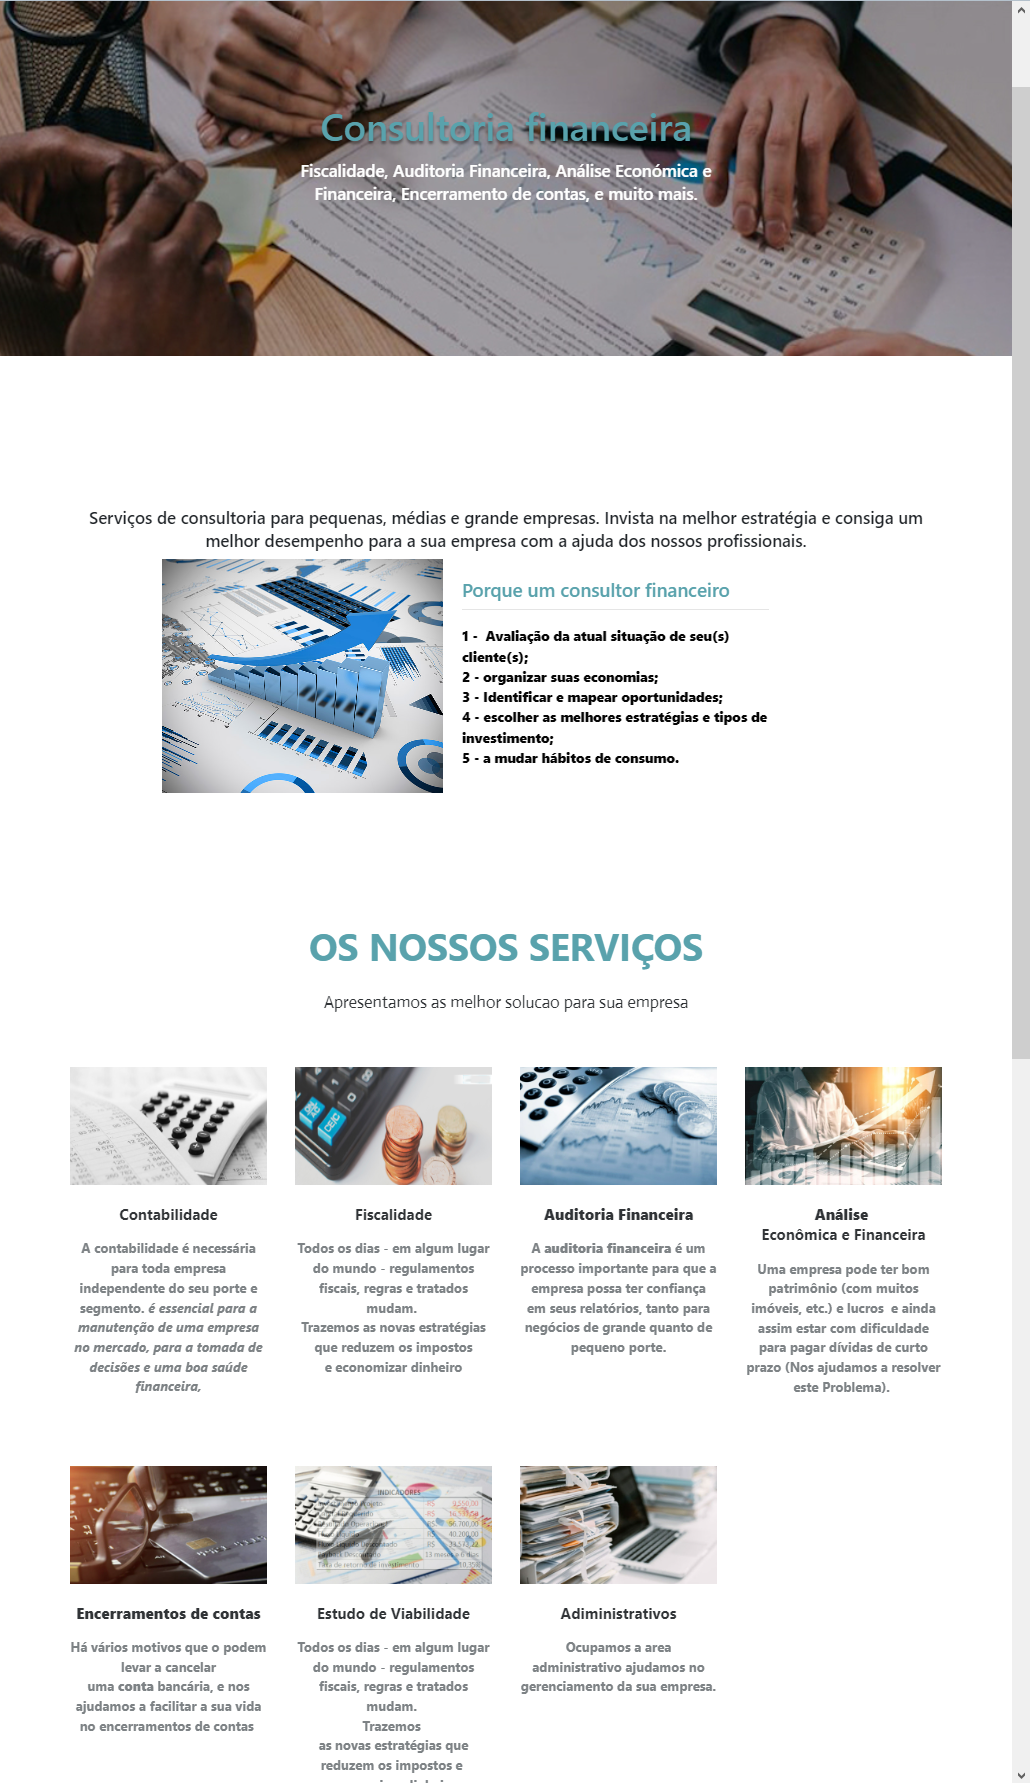 Consultoria financeira
Fiscalidade, Auditoria Financeira, Análise Económica e
Financeira, Encerramento de contas, e muito mais.
Serviços de consultoria para pequenas, médias e grande empresas. Invista na melhor estratégia e consiga um
melhor desempenho para a sua empresa com a ajuda dos nossos profissionais.
Porque um consultor financeiro
1 -  Avaliação da atual situação de seu(s)
cliente(s);
2 - organizar suas economias;
3 - Identificar e mapear oportunidades;
4 - escolher as melhores estratégias e tipos de
investimento;
5 - a mudar hábitos de consumo.
OS NOSSOS SERVIÇOS
Apresentamos as melhor solucao para sua empresa
Contabilidade
A contabilidade é necessária
para toda empresa
independente do seu porte e
segmento. é essencial para a
manutenção de uma empresa
no mercado, para a tomada de
decisões e uma boa saúde
financeira,
Fiscalidade
Todos os dias - em algum lugar
do mundo - regulamentos
fiscais, regras e tratados
mudam.
Trazemos as novas estratégias
que reduzem os impostos
e economizar dinheiro
Auditoria Financeira
A auditoria financeira é um
processo importante para que a
empresa possa ter confiança
em seus relatórios, tanto para
negócios de grande quanto de
pequeno porte.
Análise
Econômica e Financeira
Uma empresa pode ter bom
patrimônio (com muitos
imóveis, etc.) e lucros  e ainda
assim estar com dificuldade
para pagar dívidas de curto
prazo (Nos ajudamos a resolver
este Problema).
Encerramentos de contas
Há vários motivos que o podem
levar a cancelar
uma conta bancária, e nos
ajudamos a facilitar a sua vida
no encerramentos de contas
INDICADORES
Estudo de Viabilidade
Todos os dias - em algum lugar
do mundo - regulamentos
fiscais, regras e tratados
mudam.
Trazemos
as novas estratégias que
reduzem os impostos e
Adiministrativos
Ocupamos a area
administrativo ajudamos no
gerenciamento da sua empresa.